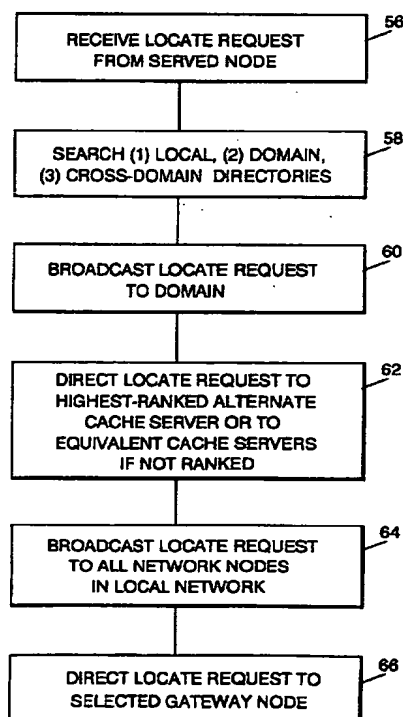 56
RECEIVE LOCATE REQUEST
FROM SERVED NODE
58
SEARCH (1) LOCAL, (2) DOMAIN,
(3) CROSS-DOMAIN DIRECTORIES
60
BROADCAST LOCATE REQUEST
TO DOMAIN
62
DIRECT LOCATE REQUEST TO
HIGHEST-RANKED ALTERNATE
CACHE SERVER OR TO
EQUIVALENT CACHE SERVERS
IF NOT RANKED
64
BROADCAST LOCATE REQUEST
TO ALL NETWORK NODES
IN LOCAL NETWORK
66
DIRECT LOCATE REQUEST TO
SELECTED GATEWAY NODE